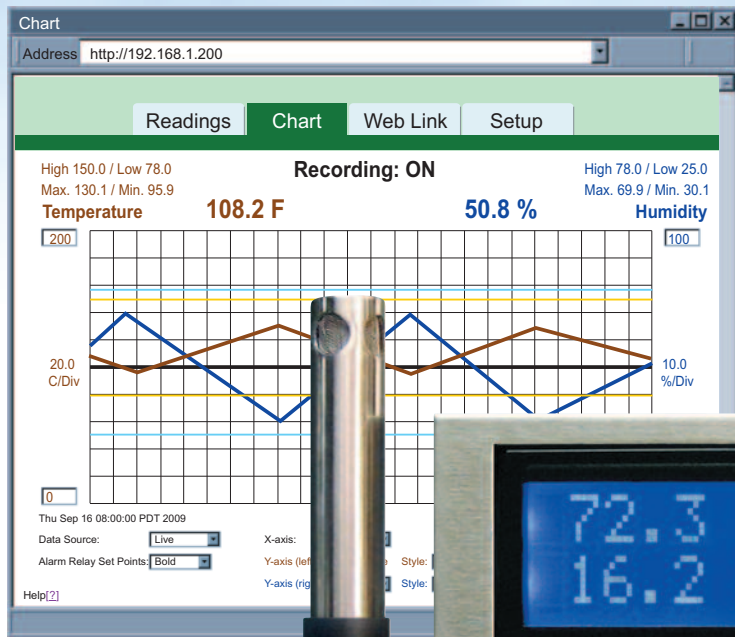 Chart
Address http://192.168.1.200
Readings Chart Web Link Setup
High 150.0 / Low 78.0 Recording: ON High 78.0 / Low 25.0
Max. 130.1 / Min. 95.9 Max. 69.9 / Min. 30.1
Temperature 108.2 F 50.8 % Humidity
200 100
20.0 10.0
C/Div %/Div
0
Thu Sep 16 08:00:00 PDT 2009
Data Source: Live X-axis:
Alarm Relay Set Points: Bold Y-axis Style:
Y-axis Style:
Help[?]
72.3
16.2